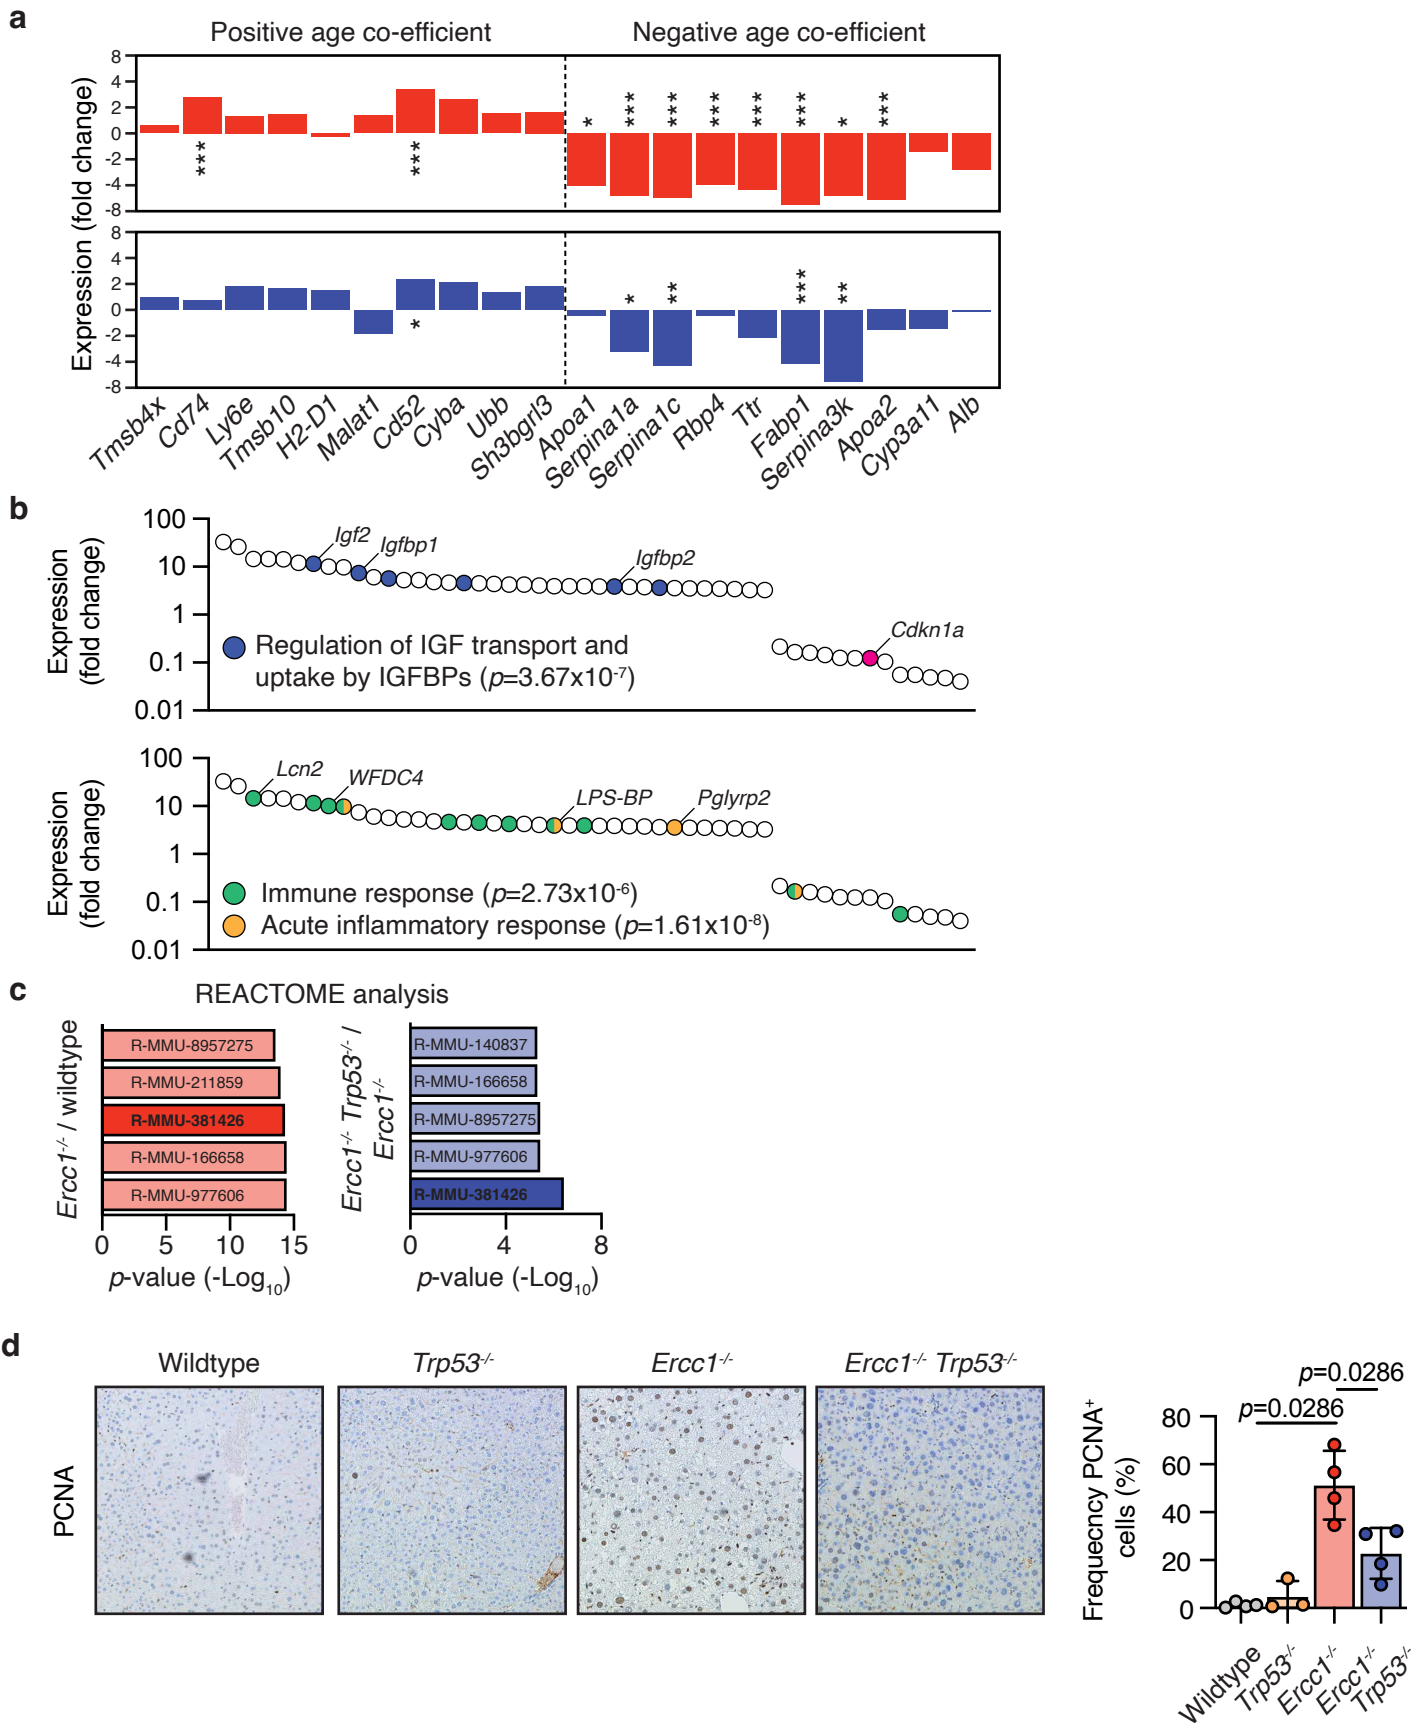 a
Positive age co-efficient
Negative age co-efficient
Expression (fold change)
8
4
2
0
-2
-4
-8
***
***
*
***
***
***
***
***
*
***
8
4
2
0
-2
-4
-8
*
*
**
***
**
Tmsb4x
Cd74
Ly6e
Tmsb10
H2-D1
Malat1
Cd52
Cyba
Ubb
Sh3bgrl3
Apoa1
Serpina1a
Serpina1c
Rbp4
Ttr
Fabp1
Serpina3k
Apoa2
Cyp3a11
Alb
b
Expression
(fold change)
100
10
1
0.1
0.01
Igf2
Igfbp1
Igfbp2
Cdkn1a
Regulation of IGF transport and
uptake by IGFBPs (p=3.67x10-7)
Expression
(fold change)
100
10
1
0.1
0.01
Lcn2
WFDC4
LPS-BP
Pglyrp2
Immune response (p=2.73x10-6)
Acute inflammatory response (p=1.61x10-8)
c
REACTOME analysis
Ercc1-/- / wildtype
R-MMU-8957275
R-MMU-211859
R-MMU-381426
R-MMU-166658
R-MMU-977606
0 5 10 15
p-value (-Log10)
Ercc1-/- Trp53-/- /
Ercc1-/-
R-MMU-140837
R-MMU-166658
R-MMU-8957275
R-MMU-977606
R-MMU-381426
0 4 8
p-value (-Log10)
d
Wildtype
Trp53-/-
Ercc1-/-
Ercc1-/- Trp53-/-
PCNA
Frequecncy PCNA+
cells (%)
p=0.0286
p=0.0286
80
60
40
20
0
Wildtype
Trp53-/-
Ercc1-/-
Ercc1-/-
Trp53-/-